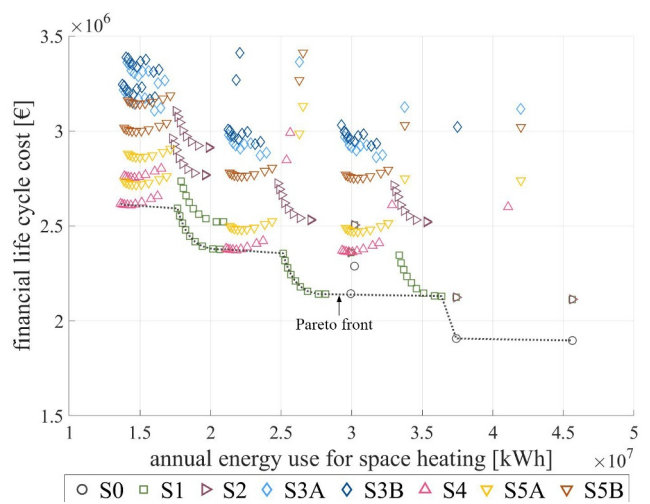 ×10⁶
3.5
3
2.5
2
1.5
financial life cycle cost [€]
Pareto front
1 1.5 2 2.5 3 3.5 4 4.5 5
annual energy use for space heating [kWh] ×10⁷
S0 S1 S2 S3A S3B S4 S5A S5B